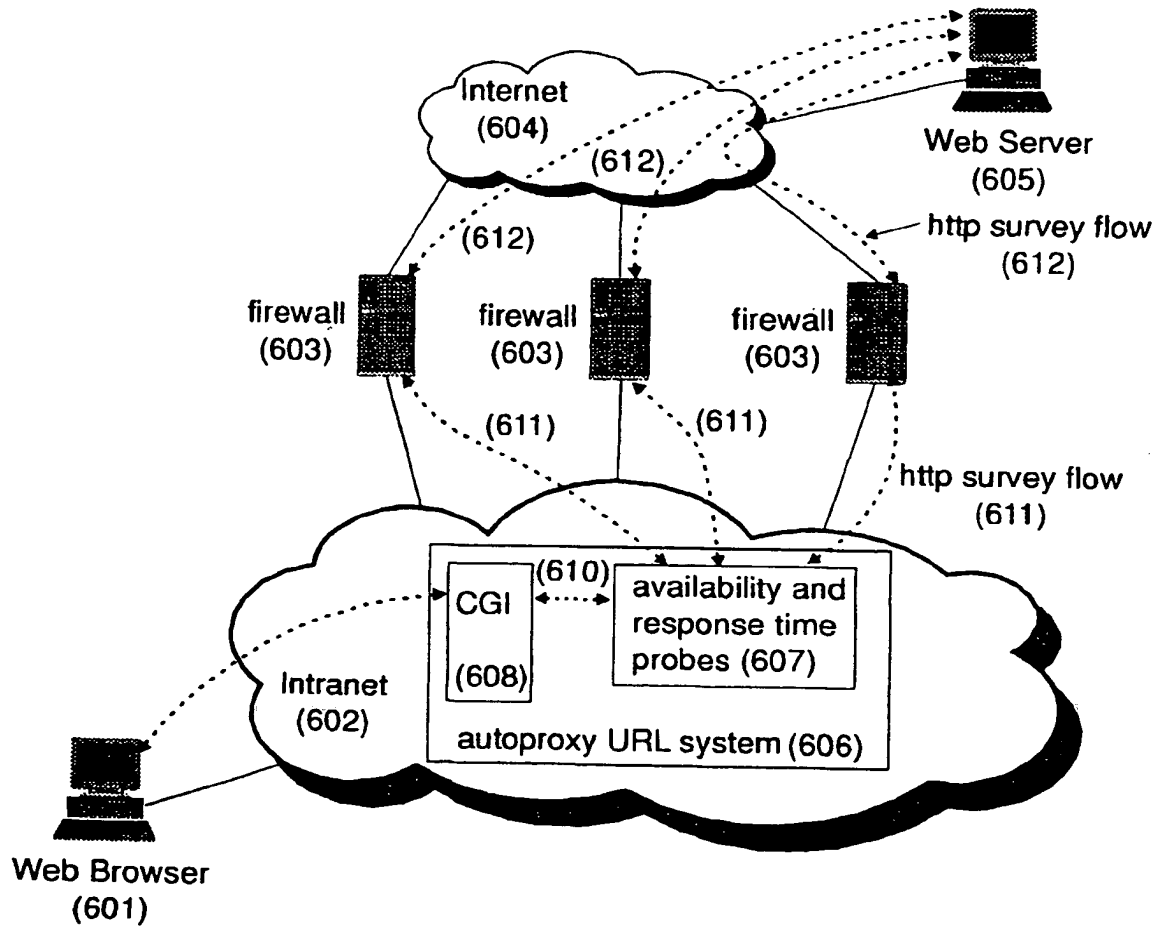 Internet
(604)
(612)
Web Server
(605)
(612)
http survey flow
(612)
firewall
(603)
firewall
(603)
firewall
(603)
(611)
(611)
http survey flow
(611)
(610)
CGI
(608)
availability and
response time
probes (607)
Intranet
(602)
autoproxy URL system (606)
Web Browser
(601)